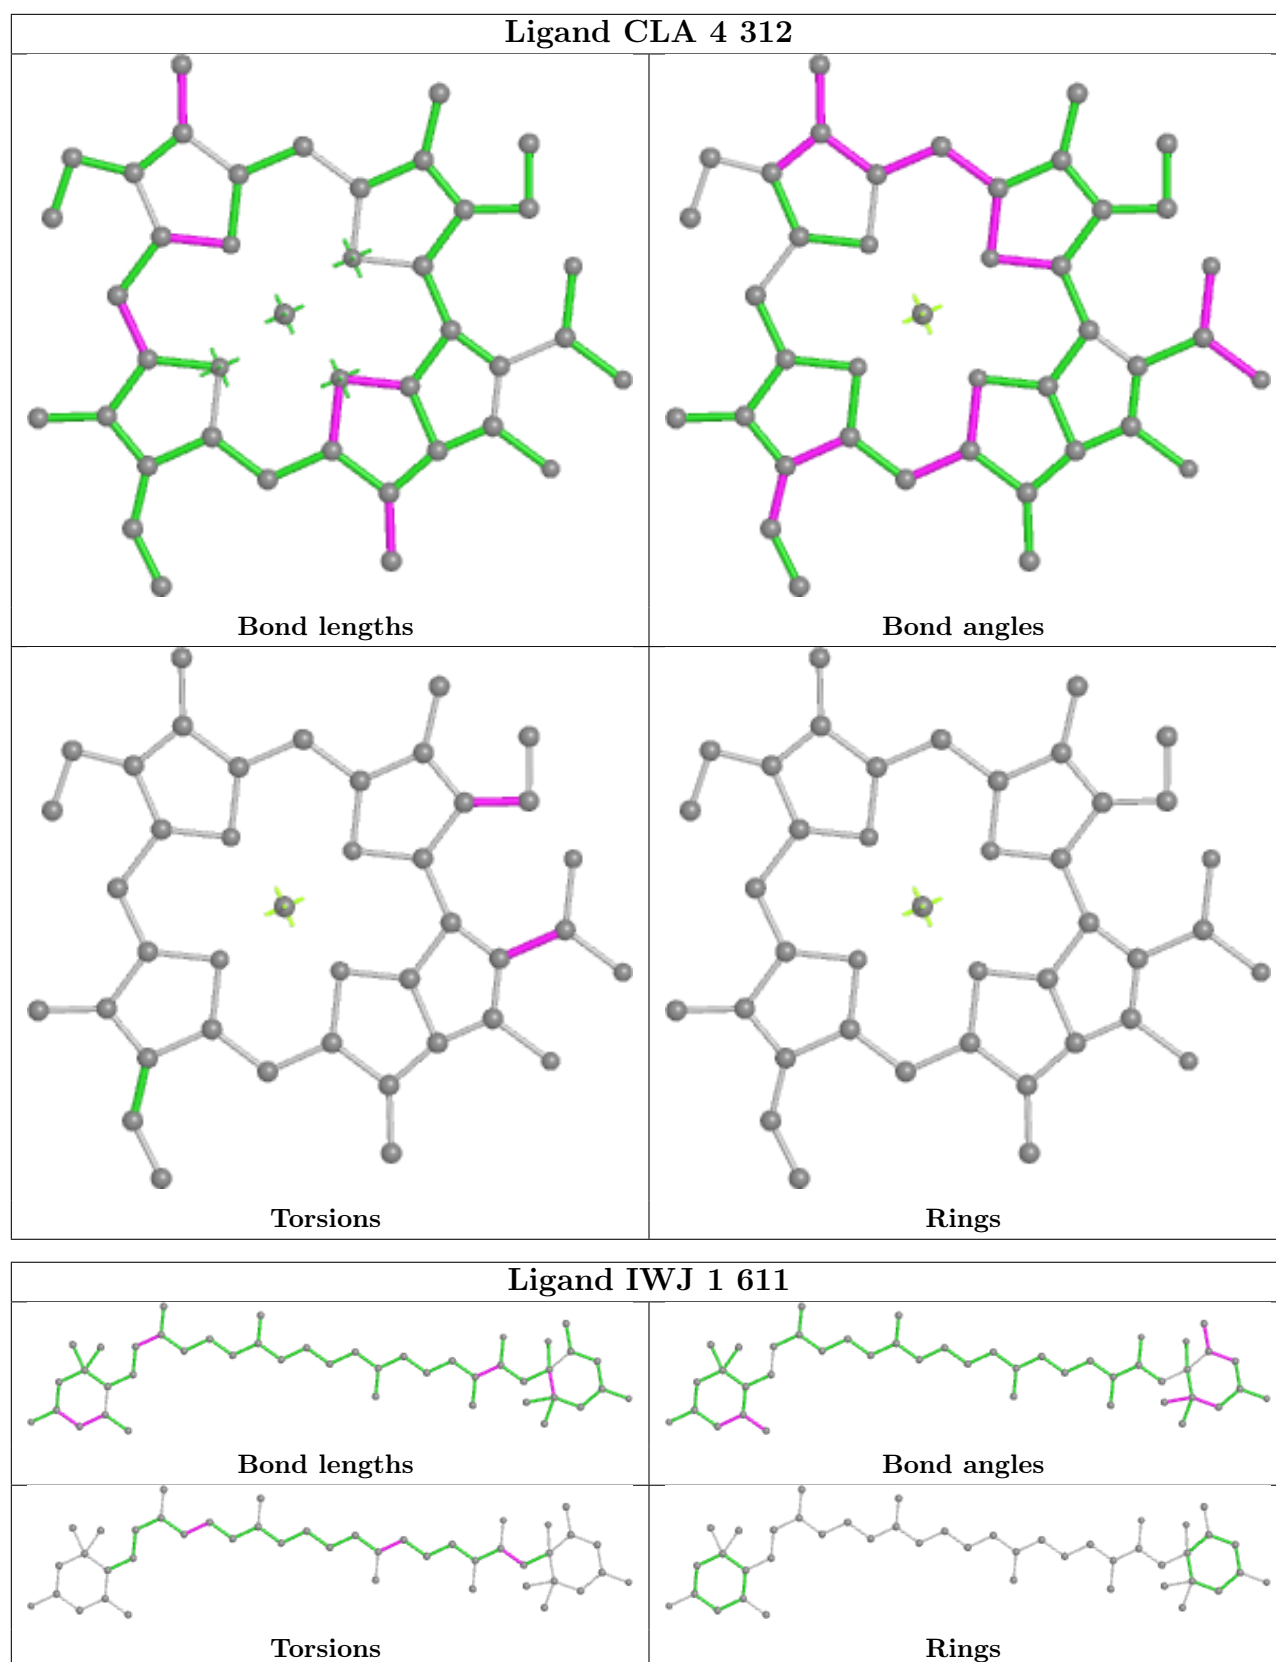 Ligand CLA 4 312
Bond lengths
Bond angles
Torsions
Rings
Ligand IWJ 1 611
Bond lengths
Bond angles
Torsions
Rings